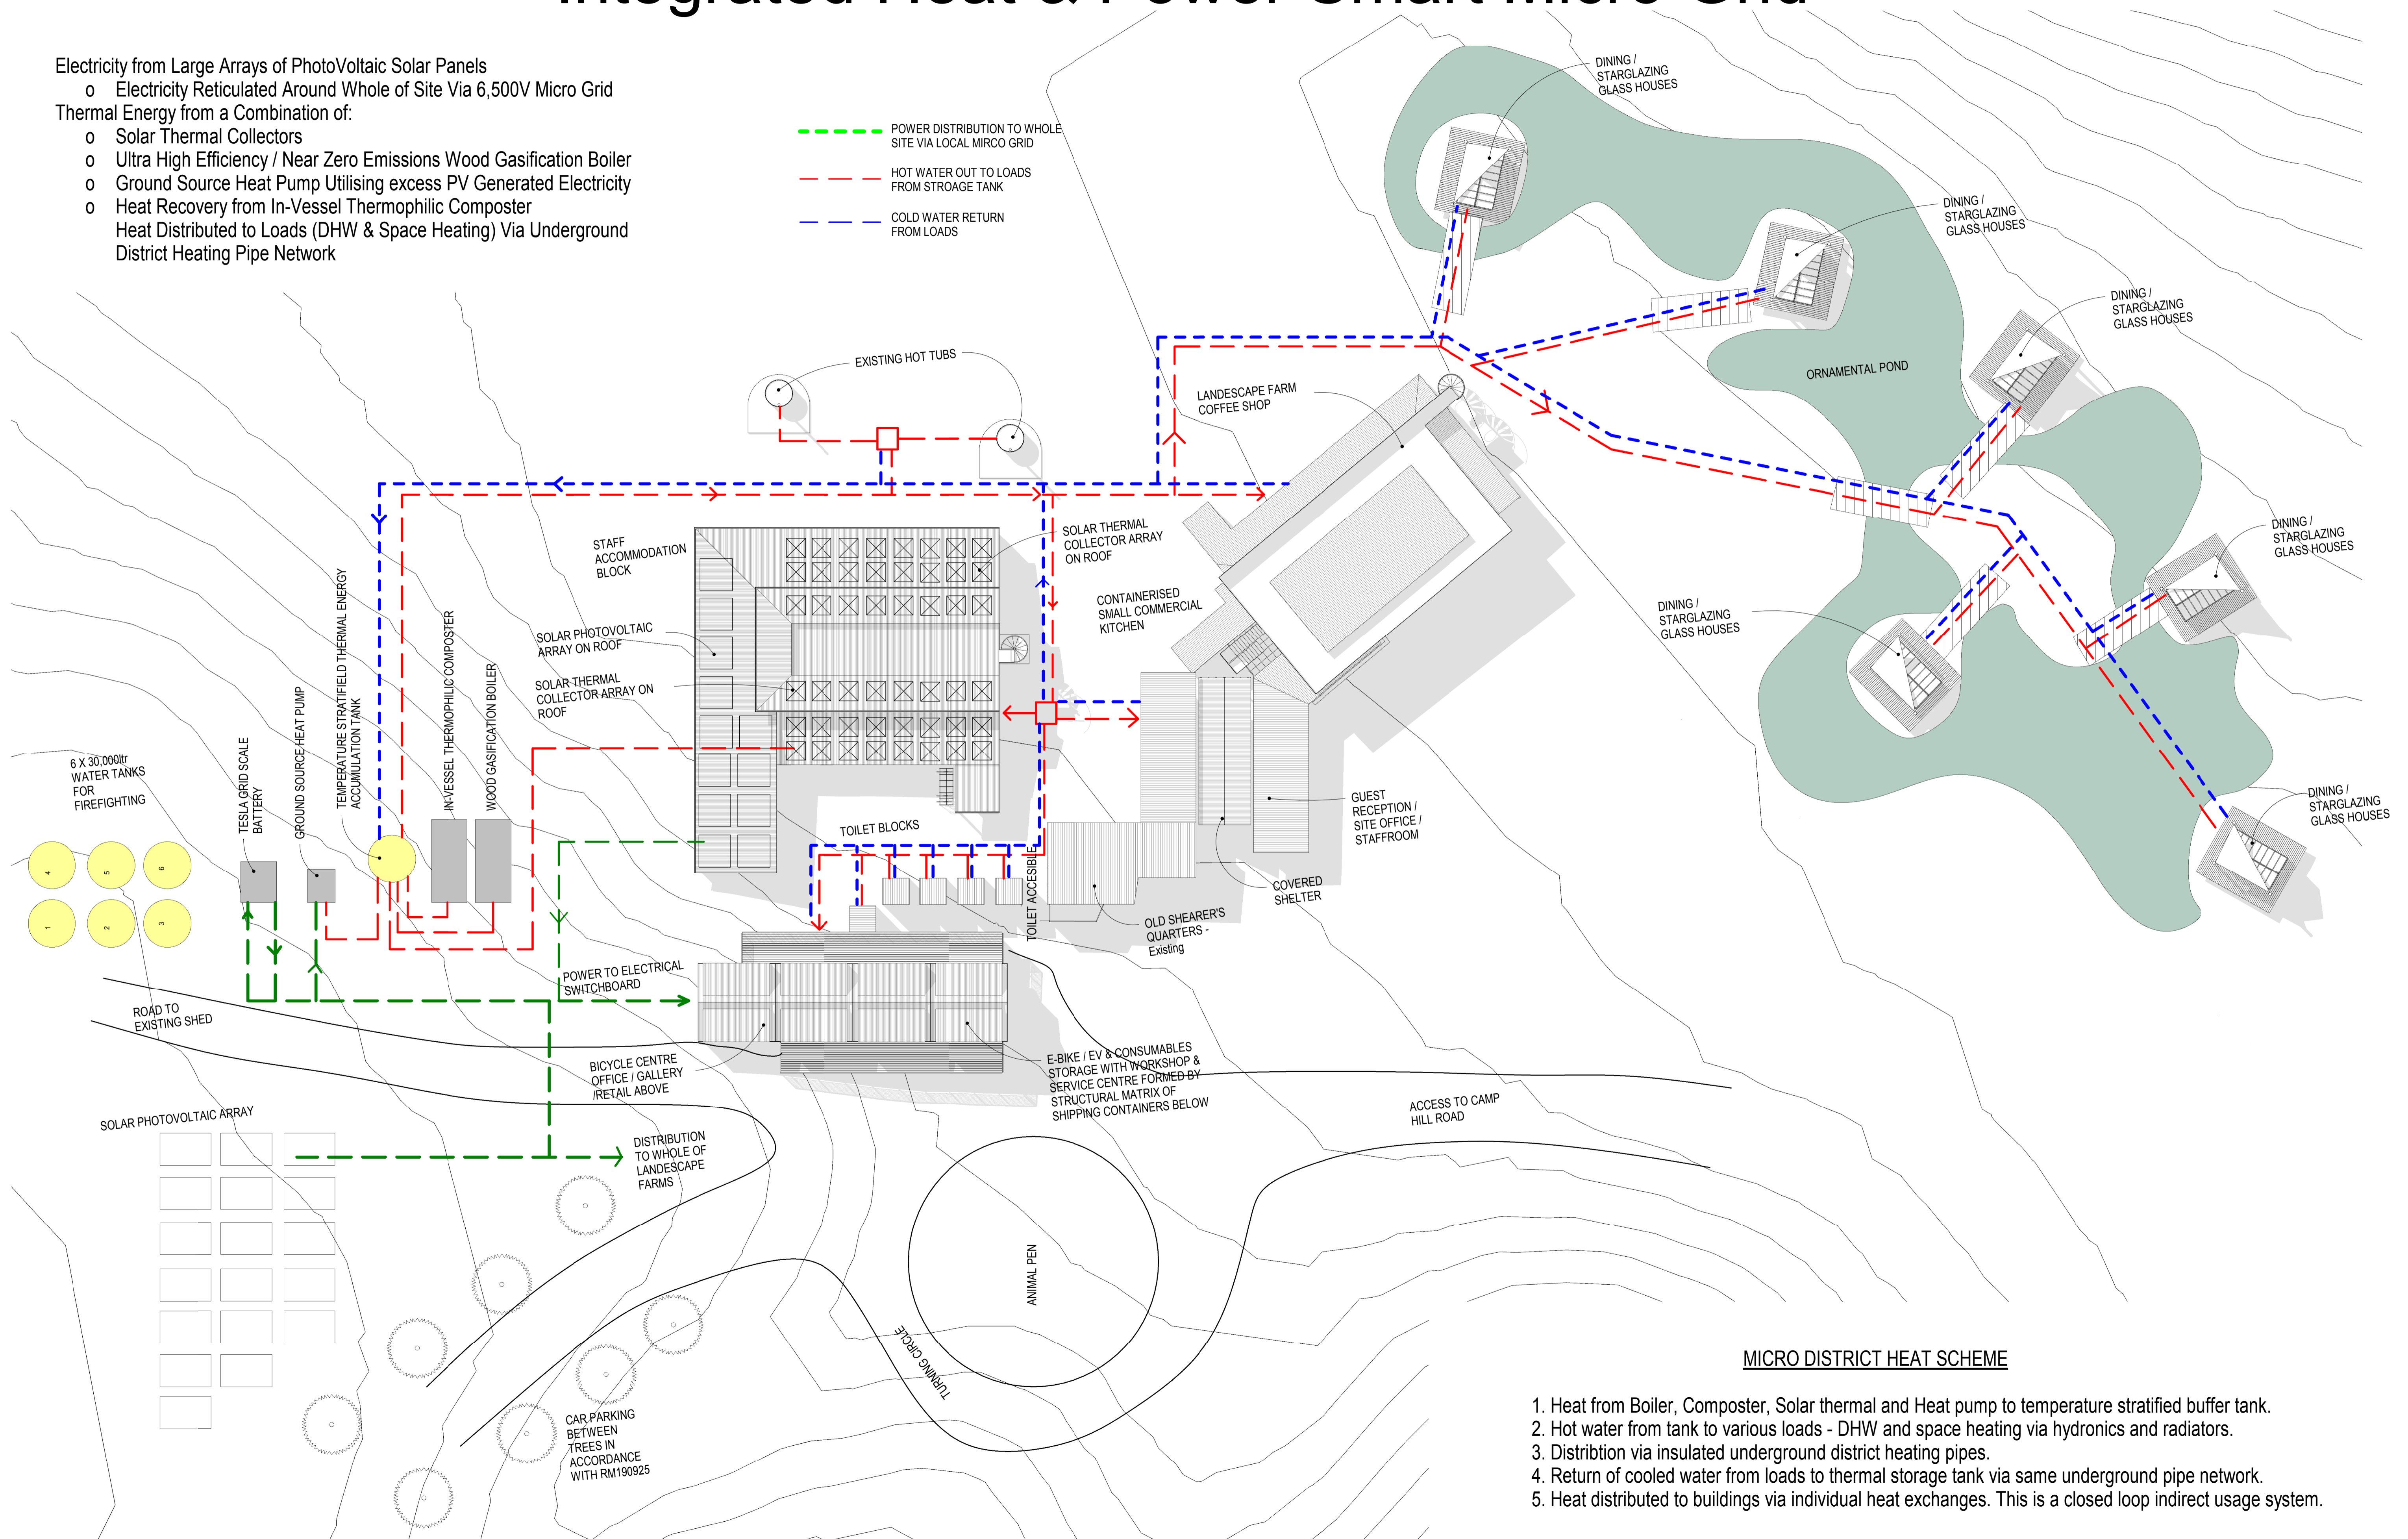 Integrated Heat & Power Smart Micro Grid
Electricity from Large Arrays of PhotoVoltaic Solar Panels
o Electricity Reticulated Around Whole of Site Via 6,500V Micro Grid
Thermal Energy from a Combination of:
o Solar Thermal Collectors
o Ultra High Efficiency / Near Zero Emissions Wood Gasification Boiler
o Ground Source Heat Pump Utilising excess PV Generated Electricity
o Heat Recovery from In-Vessel Thermophilic Composter
Heat Distributed to Loads (DHW & Space Heating) Via Underground
District Heating Pipe Network
POWER DISTRIBUTION TO WHOLE
SITE VIA LOCAL MIRCO GRID
HOT WATER OUT TO LOADS
FROM STROAGE TANK
COLD WATER RETURN
FROM LOADS
DINING /
STARGLAZING
GLASS HOUSES
DINING /
STARGLAZING
GLASS HOUSES
DINING /
STARGLAZING
GLASS HOUSES
ORNAMENTAL POND
EXISTING HOT TUBS
LANDSCAPE FARM
COFFEE SHOP
STAFF
ACCOMMODATION
BLOCK
SOLAR THERMAL
COLLECTOR ARRAY
ON ROOF
DINING /
STARGLAZING
GLASS HOUSES
CONTAINERISED
SMALL COMMERCIAL
KITCHEN
DINING /
STARGLAZING
GLASS HOUSES
SOLAR PHOTOVOLTAIC
ARRAY ON ROOF
SOLAR THERMAL
COLLECTOR ARRAY ON
ROOF
6 X 30,000ltr
WATER TANKS
FOR
FIREFIGHTING
TESLA GRID SCALE
BATTERY
GROUND SOURCE HEAT PUMP
TEMPERATURE STRATIFIELD THERMAL ENERGY
ACCUMULATION TANK
IN-VESSEL THERMOPHILIC COMPOSTER
WOOD GASIFICATION BOILER
GUEST
RECEPTION /
SITE OFFICE /
STAFFROOM
DINING /
STARGLAZING
GLASS HOUSES
TOILET BLOCKS
TOILET ACCESIBLE
COVERED
SHELTER
OLD SHEARER'S
QUARTERS -
Existing
4
5
6
1
2
3
POWER TO ELECTRICAL
SWITCHBOARD
ROAD TO
EXISTING SHED
BICYCLE CENTRE
OFFICE / GALLERY
/RETAIL ABOVE
E-BIKE / EV & CONSUMABLES
STORAGE WITH WORKSHOP &
SERVICE CENTRE FORMED BY
STRUCTURAL MATRIX OF
SHIPPING CONTAINERS BELOW
ACCESS TO CAMP
HILL ROAD
SOLAR PHOTOVOLTAIC ARRAY
DISTRIBUTION
TO WHOLE OF
LANDSCAPE
FARMS
ANIMAL PEN
TURNING CIRCLE
CAR PARKING
BETWEEN
TREES IN
ACCORDANCE
WITH RM190925
MICRO DISTRICT HEAT SCHEME
1. Heat from Boiler, Composter, Solar thermal and Heat pump to temperature stratified buffer tank.
2. Hot water from tank to various loads - DHW and space heating via hydronics and radiators.
3. Distribtion via insulated underground district heating pipes.
4. Return of cooled water from loads to thermal storage tank via same underground pipe network.
5. Heat distributed to buildings via individual heat exchanges. This is a closed loop indirect usage system.